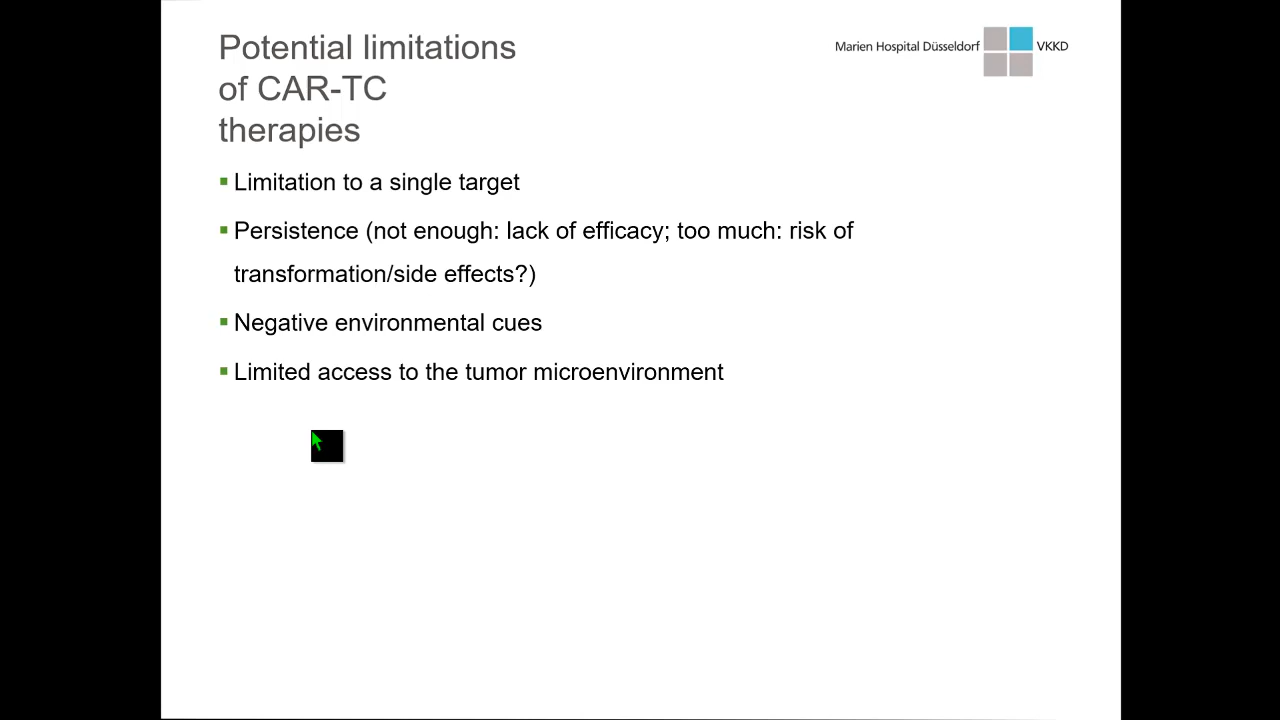 Potential limitations
of CAR-TC
therapies
Marien Hospital Düsseldorf VKKD
Limitation to a single target
Persistence (not enough: lack of efficacy; too much: risk of
transformation/side effects?)
Negative environmental cues
Limited access to the tumor microenvironment